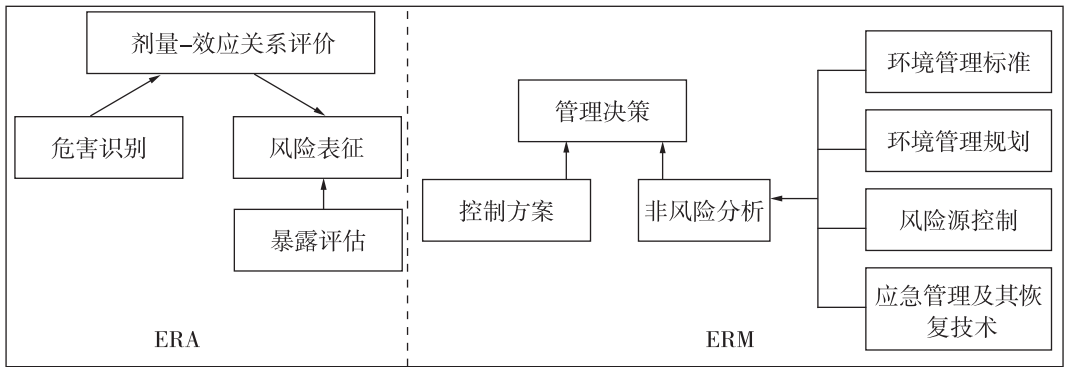 剂量–效应关系评价
危害识别
风险表征
暴露评估
ERA
管理决策
控制方案
非风险分析
环境管理标准
环境管理规划
风险源控制
应急管理及其恢
复技术
ERM